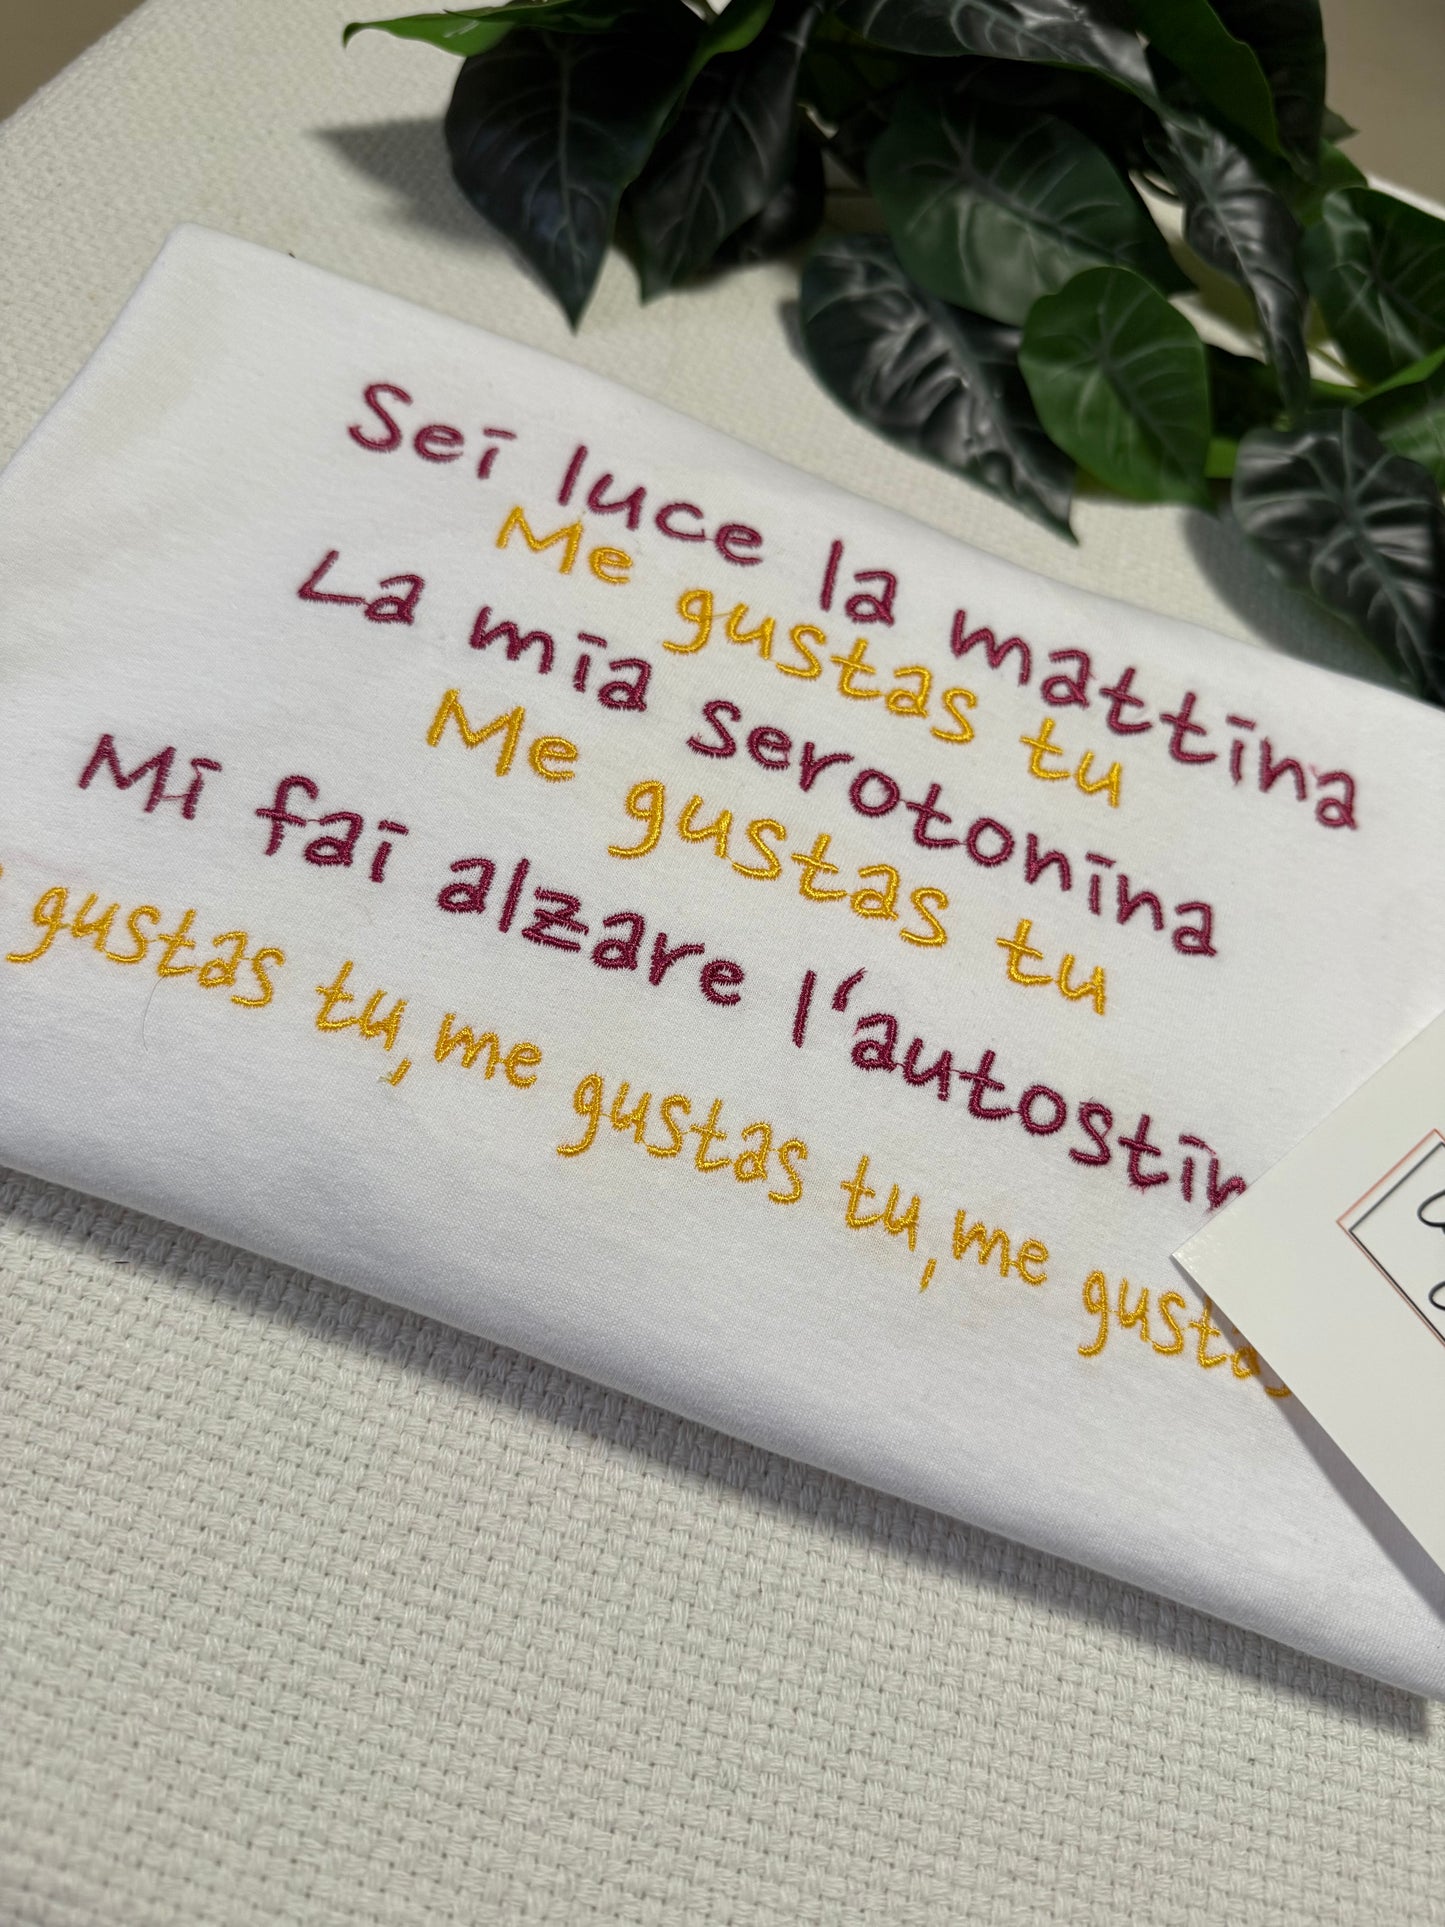 Sei luce la mattina
Me gustas tu
La mia serotonina
Me gustas tu
Mi fai alzare
gustas tu, me gustas tu, me